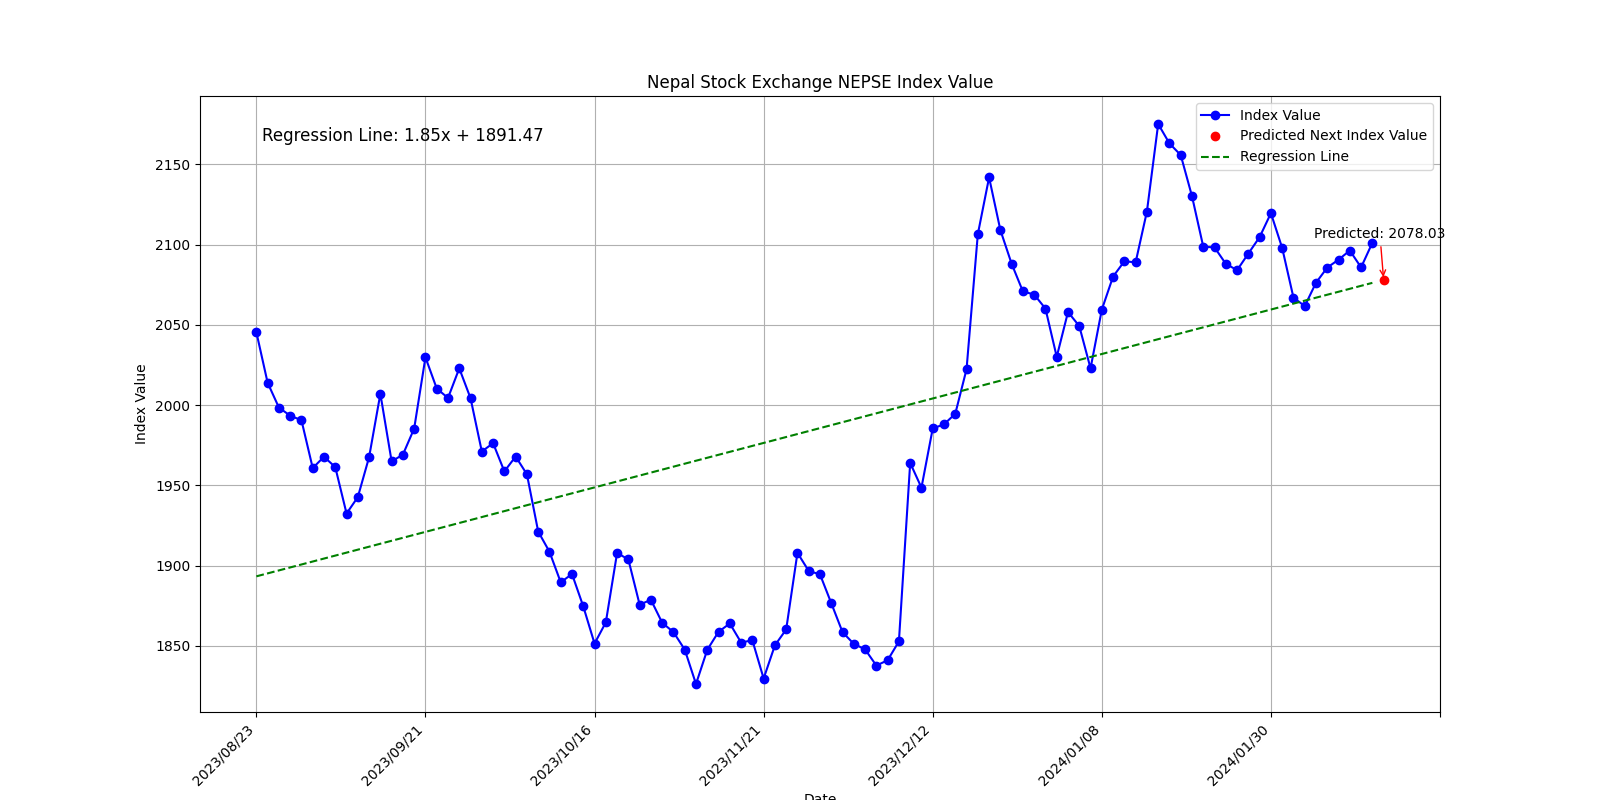 Nepal Stock Exchange NEPSE Index Value
Regression Line: 1.85x + 1891.47
Index Value
Predicted Next Index Value
Regression Line
Predicted: 2078.03
Index Value
2150
2100
2050
2000
1950
1900
1850
2023/08/23
2023/09/21
2023/10/16
2023/11/21
2023/12/12
2024/01/08
2024/01/30
Date